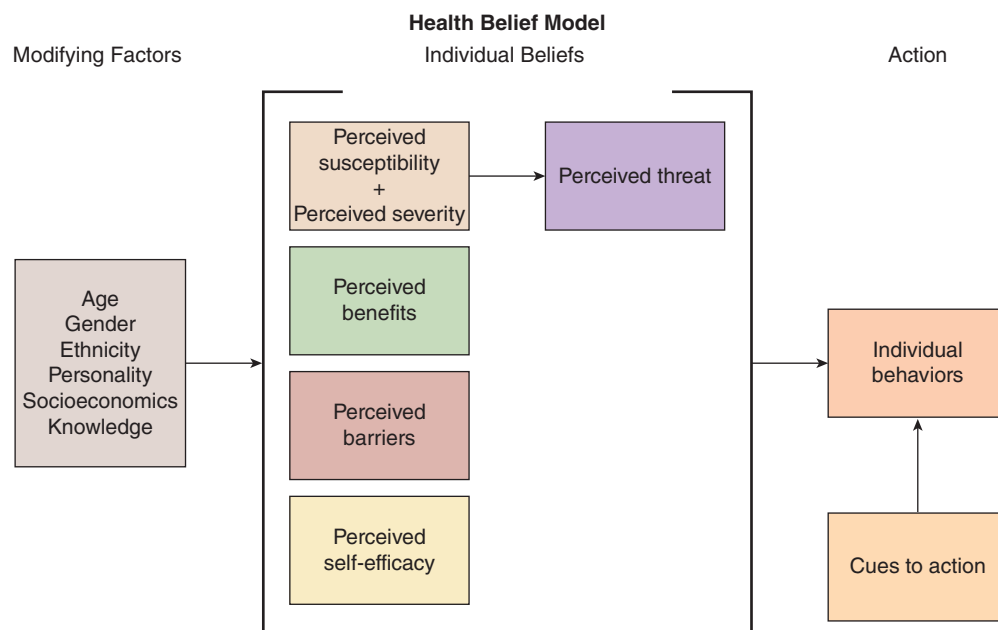 Health Belief Model
Modifying Factors
Individual Beliefs
Action
Perceived
susceptibility
+
Perceived severity
Perceived threat
Perceived
benefits
Age
Gender
Ethnicity
Personality
Socioeconomics
Knowledge
Perceived
barriers
Perceived
self-efficacy
Individual
behaviors
Cues to action